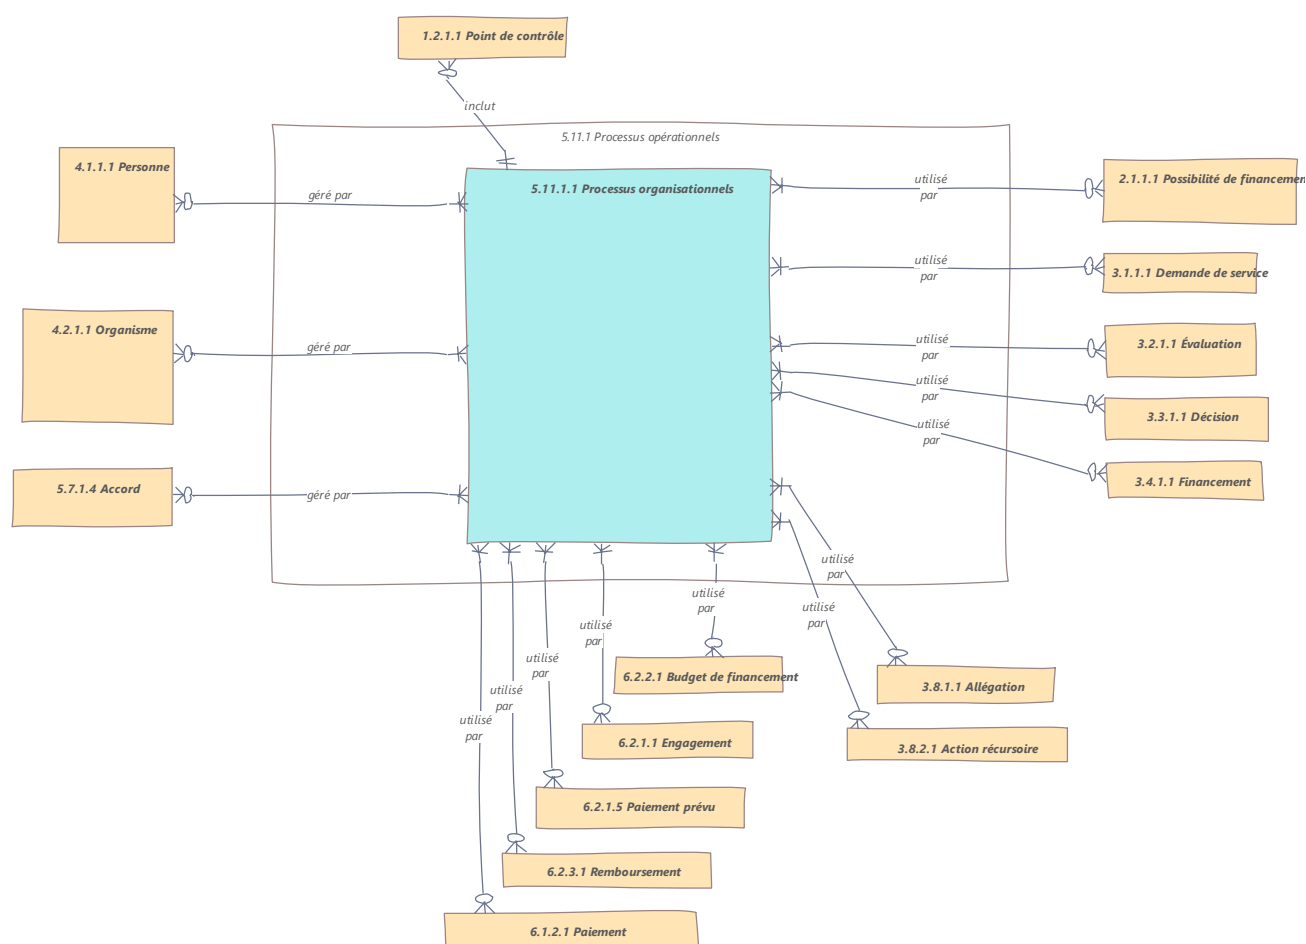 1.2.1.1 Point de contrôle
inclut
5.11.1 Processus opérationnels
4.1.1.1 Personne
géré par
5.11.1.1 Processus organisationnels
utilisé
par
2.1.1.1 Possibilité de financemen
utilisé
par
3.1.1.1 Demande de service
4.2.1.1 Organisme
géré par
utilisé
par
3.2.1.1 Évaluation
utilisé
par
3.3.1.1 Décision
utilisé
par
3.4.1.1 Financement
5.7.1.4 Accord
géré par
utilisé
par
utilisé
par
utilisé
par
utilisé
par
utilisé
par
utilisé
par
utilisé
par
6.2.2.1 Budget de financement
3.8.1.1 Allégation
6.2.1.1 Engagement
3.8.2.1 Action récursoire
6.2.1.5 Paiement prévu
6.2.3.1 Remboursement
6.1.2.1 Paiement